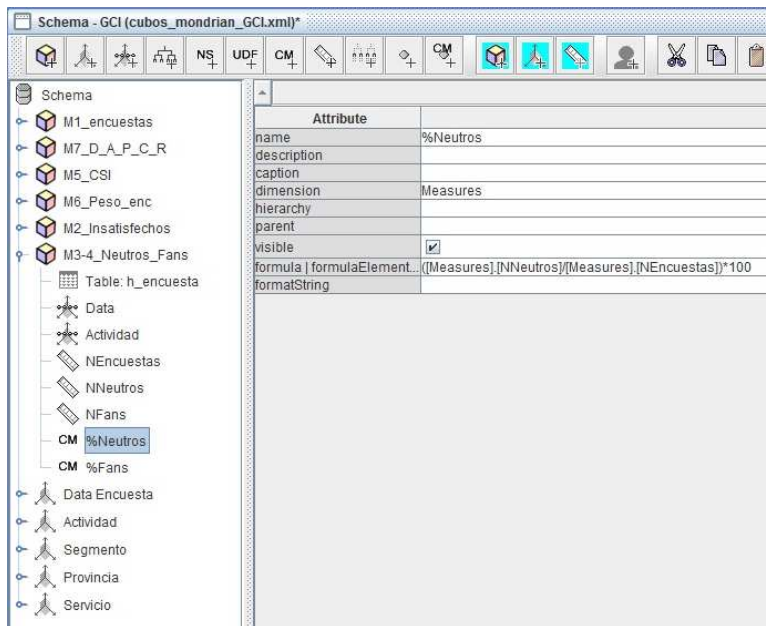 Schema - GCI (cubos_mondrian_GCI.xml)*
NS UDF CM CM
Schema
M1_encuestas
M7_D_A_P_C_R
M5_CSI
M6_Peso_enc
M2_Insatisfechos
M3-4_Neutros_Fans
Table: h_encuesta
Data
Actividad
NEncuestas
NNeutros
NFans
CM %Neutros
CM %Fans
Data Encuesta
Actividad
Segmento
Provincia
Servicio
Attribute
name %Neutros
description
caption
dimension Measures
hierarchy
parent
visible
formula | formulaElement... ([Measures].[NNeutros]/[Measures].[NEncuestas])*100
formatString